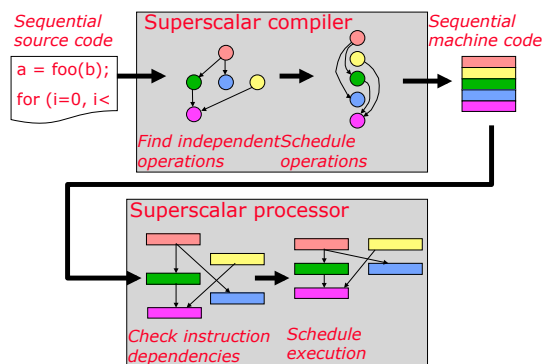 Sequential
source code
Superscalar compiler
Sequential
machine code
a = foo(b);
for (i=0, i<
Find independent
operations
Schedule
operations
Superscalar processor
Check instruction
dependencies
Schedule
execution